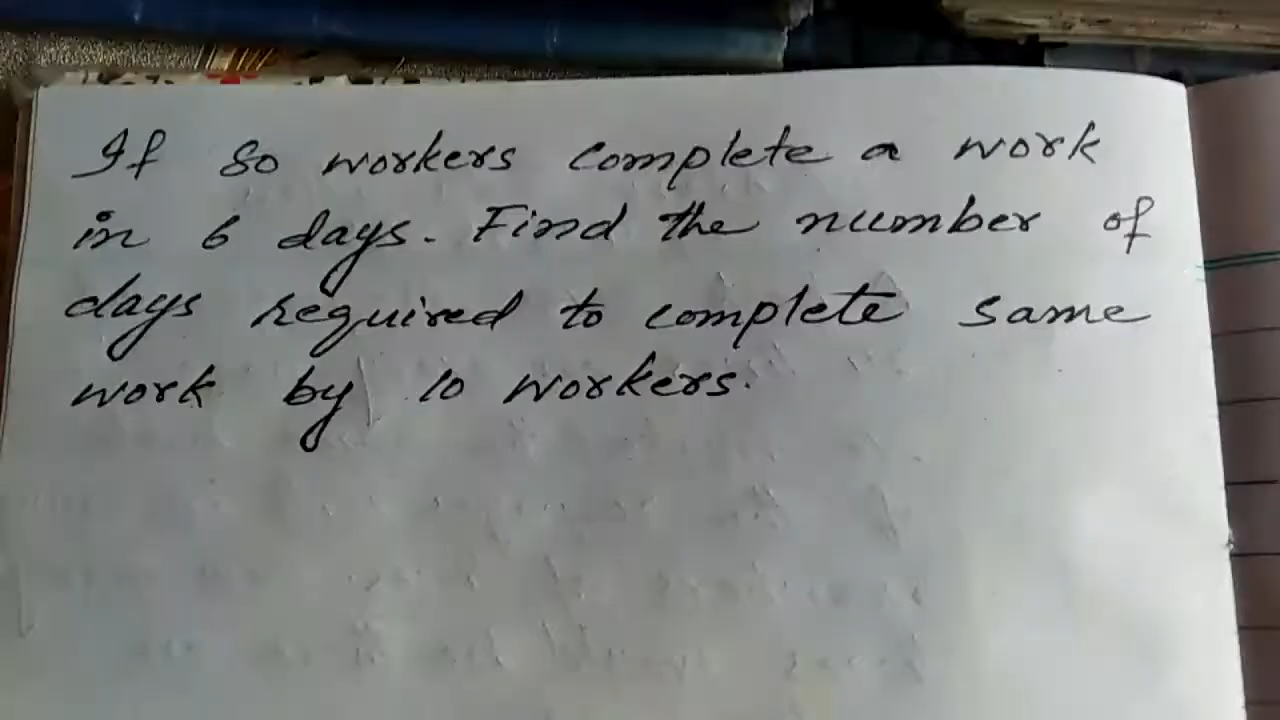 If 80 workers complete a work
in 6 days. Find the number of
days required to complete same
work by 10 workers.